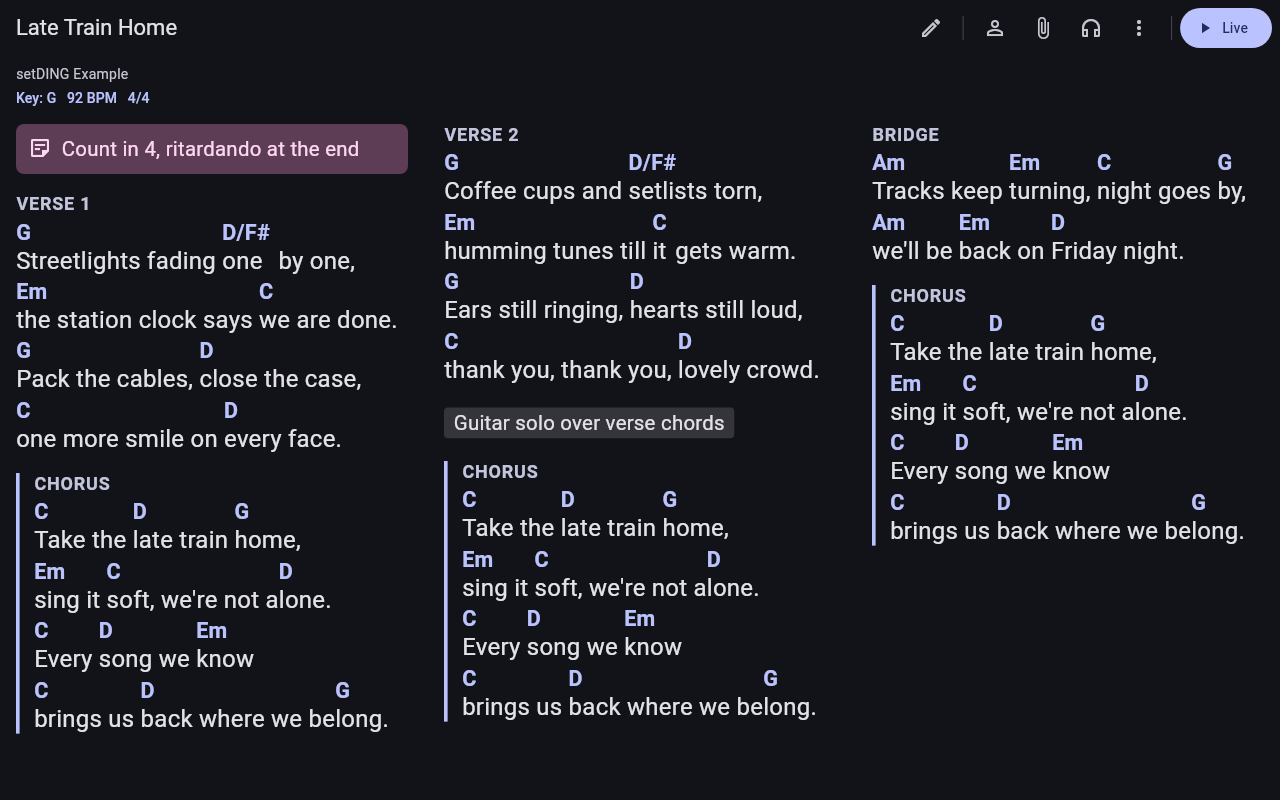 Late Train Home
Live
setDING Example
Key: G 92 BPM 4/4
Count in 4, ritardando at the end
VERSE 1
G D/F#
Streetlights fading one by one,
Em C
the station clock says we are done.
G D
Pack the cables, close the case,
C D
one more smile on every face.
CHORUS
C D G
Take the late train home,
Em C D
sing it soft, we're not alone.
C D Em
Every song we know
C D G
brings us back where we belong.
VERSE 2
G D/F#
Coffee cups and setlists torn,
Em C
humming tunes till it gets warm.
G D
Ears still ringing, hearts still loud,
C D
thank you, thank you, lovely crowd.
Guitar solo over verse chords
CHORUS
C D G
Take the late train home,
Em C D
sing it soft, we're not alone.
C D Em
Every song we know
C D G
brings us back where we belong.
BRIDGE
Am Em C G
Tracks keep turning, night goes by,
Am Em D
we'll be back on Friday night.
CHORUS
C D G
Take the late train home,
Em C D
sing it soft, we're not alone.
C D Em
Every song we know
C D G
brings us back where we belong.